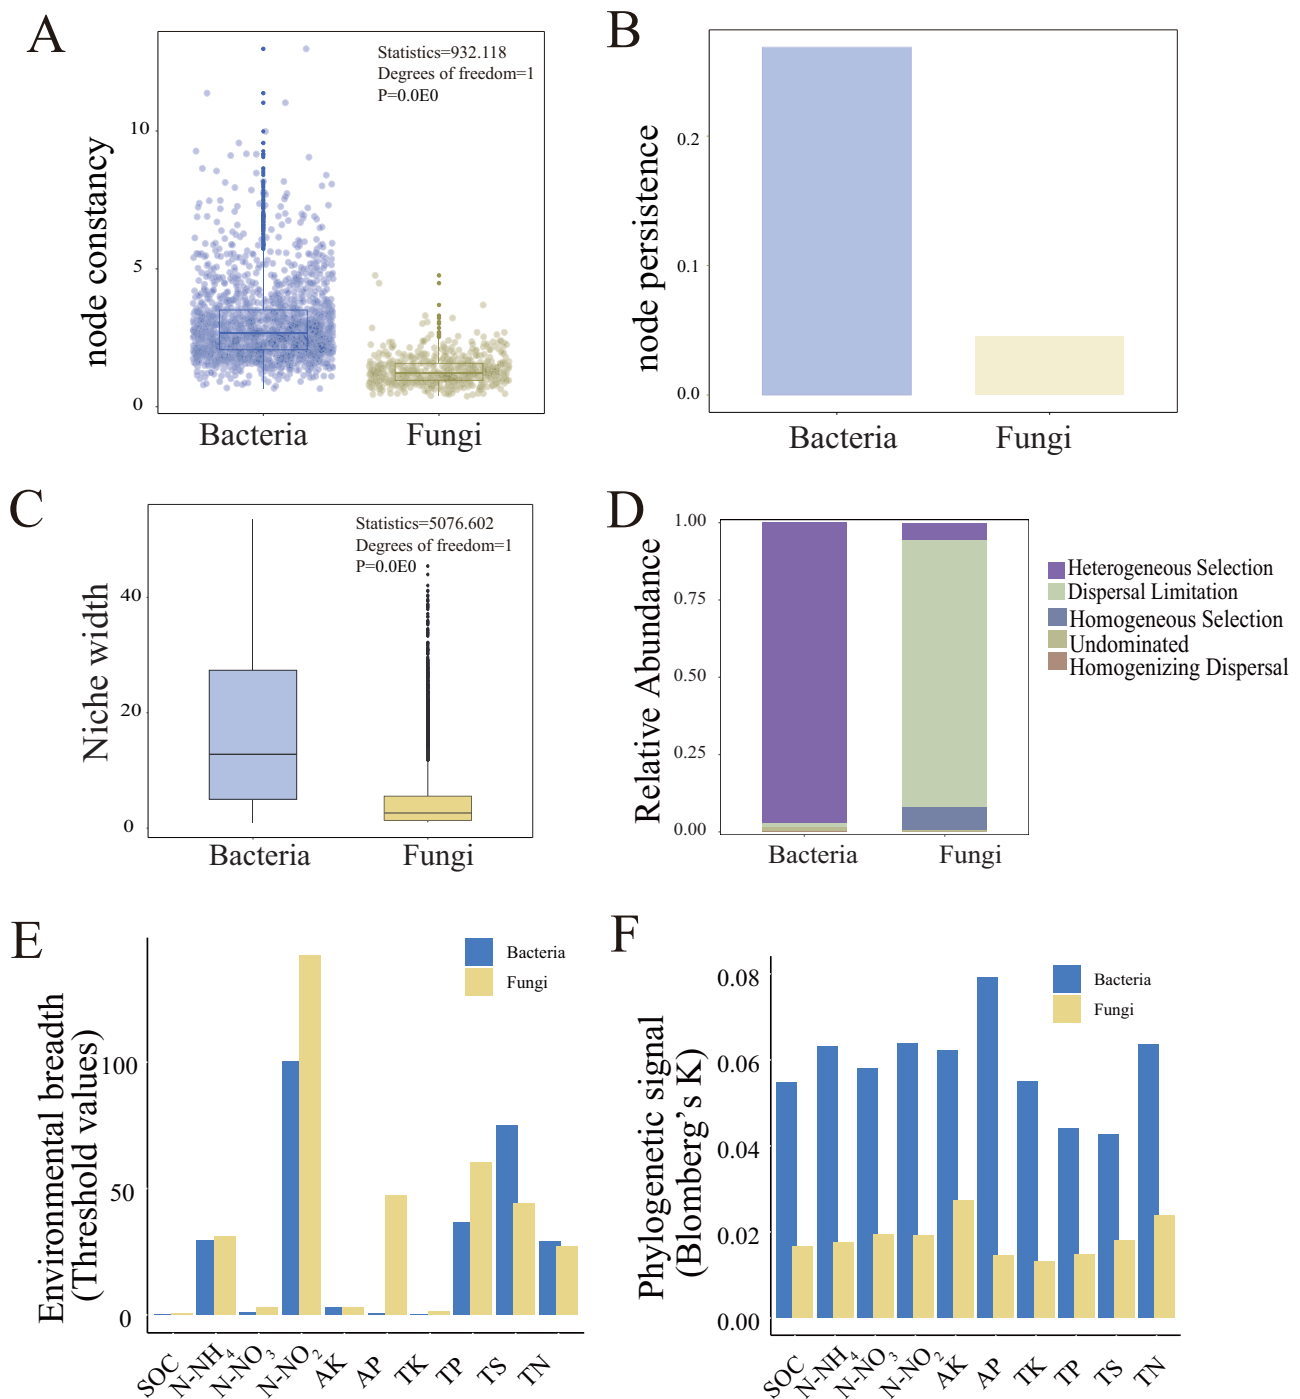 A
Statistics=932.118
Degrees of freedom=1
P=0.0E0
node constancy
10
5
0
Bacteria
Fungi
B
node persistence
0.2
0.1
0.0
Bacteria
Fungi
C
Statistics=5076.602
Degrees of freedom=1
P=0.0E0
Niche width
40
20
0
Bacteria
Fungi
D
Relative Abundance
1.00
0.75
0.50
0.25
0.00
Bacteria
Fungi
Heterogeneous Selection
Dispersal Limitation
Homogeneous Selection
Undominated
Homogenizing Dispersal
E
Environmental breadth
(Threshold values)
100
50
0
Bacteria
Fungi
SOC
N-NH₄
N-NO₃
N-NO₂
AK
AP
TK
TP
TS
TN
F
Phylogenetic signal
(Blomberg’s K)
0.08
0.06
0.04
0.02
0.00
Bacteria
Fungi
SOC
N-NH₄
N-NO₃
N-NO₂
AK
AP
TK
TP
TS
TN